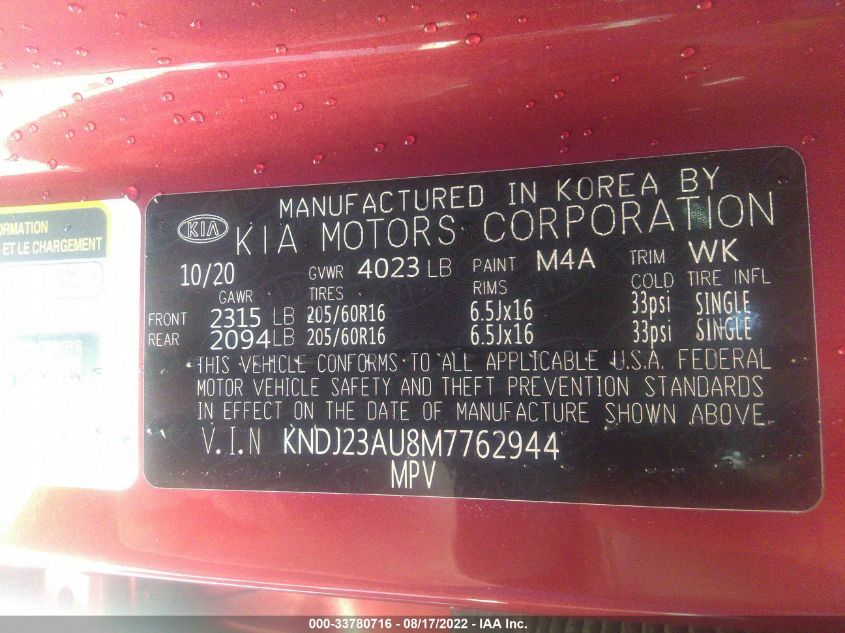 ORMATION
ET LE CHARGEMENT
MANUFACTURED IN KOREA BY
KIA KIA MOTORS CORPORATION
10/20 GVWR 4023 LB PAINT M4A TRIM WK
GAWR TIRES RIMS COLD TIRE INFL
FRONT 2315 LB 205/60R16 6.5Jx16 33psi SINGLE
REAR 2094 LB 205/60R16 6.5Jx16 33psi SINGLE
THIS VEHICLE CONFORMS TO ALL APPLICABLE U.S.A. FEDERAL
MOTOR VEHICLE SAFETY AND THEFT PREVENTION STANDARDS
IN EFFECT ON THE DATE OF MANUFACTURE SHOWN ABOVE.
V.I.N KNDJ23AU8M7762944
MPV
000-33780716 - 08/17/2022 - IAA Inc.